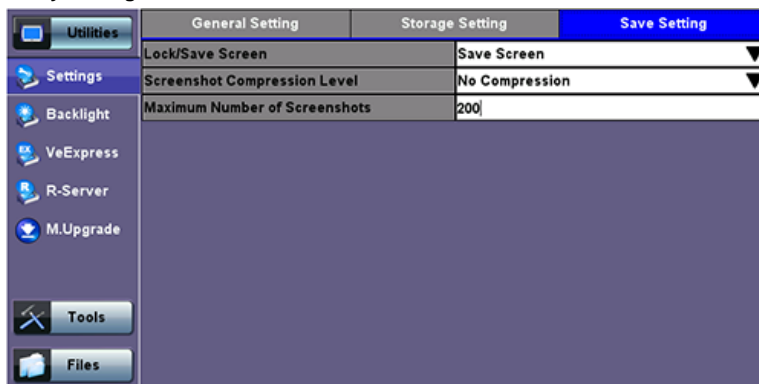 Utilities
Settings
Backlight
VeExpress
R-Server
M.Upgrade
Tools
Files
General Setting
Storage Setting
Save Setting
Lock/Save Screen
Save Screen
Screenshot Compression Level
No Compression
Maximum Number of Screenshots
200